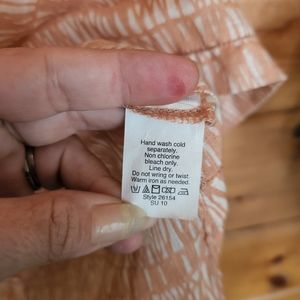 Hand wash cold
separately.
Non chlorine
bleach only.
Line dry.
Do not wring or twist.
Warm iron as needed.
Style 26154
SU 10